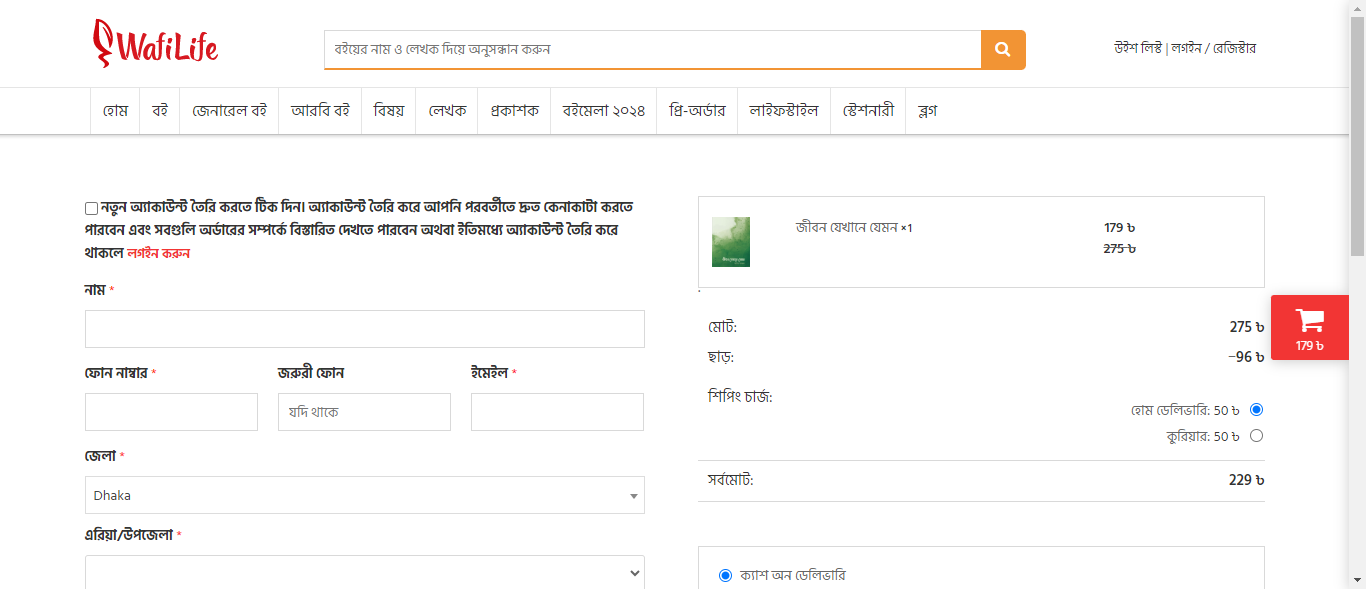 WafiLife
বইয়ের নাম ও লেখক দিয়ে অনুসন্ধান করুন
উইশ লিস্ট | লগইন / রেজিস্টার
হোম বই জেনারেল বই আরবি বই বিষয় লেখক প্রকাশক বইমেলা ২০২৪ প্রি-অর্ডার লাইফস্টাইল স্টেশনারী ব্লগ
নতুন অ্যাকাউন্ট তৈরি করতে টিক দিন। অ্যাকাউন্ট তৈরি করে আপনি পরবর্তীতে দ্রুত কেনাকাটা করতে
পারবেন এবং সবগুলি অর্ডারের সম্পর্কে বিস্তারিত দেখতে পারবেন অথবা ইতিমধ্যে অ্যাকাউন্ট তৈরি করে
থাকলে লগইন করুন
নাম *
ফোন নাম্বার * জরুরী ফোন ইমেইল *
যদি থাকে
জেলা *
Dhaka
এরিয়া/উপজেলা *
জীবন যেখানে যেমন ×1 179 ৳
275 ৳
মোট: 275 ৳
ছাড়: -96 ৳
শিপিং চার্জ:
হোম ডেলিভারি: 50 ৳
কুরিয়ার: 50 ৳
সর্বমোট: 229 ৳
ক্যাশ অন ডেলিভারি
179 ৳